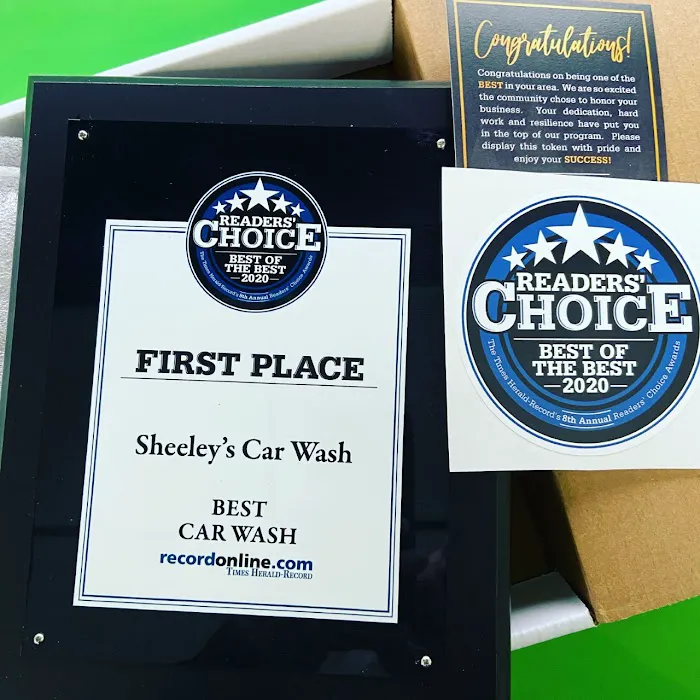 Congratulations!
Congratulations on being one of the
BEST in your area. We are so excited
the community chose to honor your
business. Your dedication, hard
work and resilience have put you
in the top of our program. Please
display this token with pride and
enjoy your SUCCESS!
READERS'
CHOICE
BEST OF
THE BEST
2020
The Times Herald-Record's 8th Annual Readers' Choice Awards
FIRST PLACE
Sheeley's Car Wash
BEST
CAR WASH
recordonline.com
TIMES HERALD-RECORD
READERS'
CHOICE
BEST OF
THE BEST
2020
The Times Herald-Record's 8th Annual Readers' Choice Awards